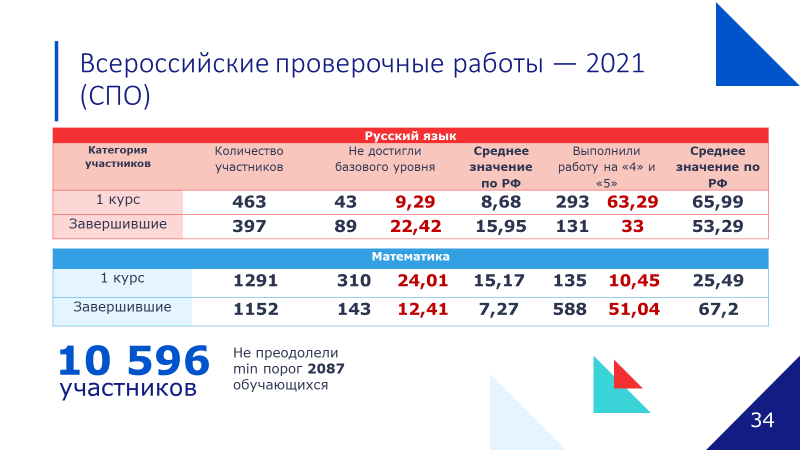 Всероссийские проверочные работы — 2021
(СПО)
Русский язык
Категория участников Количество участников Не достигли базового уровня Среднее значение по РФ Выполнили работу на «4» и «5» Среднее значение по РФ
1 курс 463 43 9,29 8,68 293 63,29 65,99
Завершившие 397 89 22,42 15,95 131 33 53,29
Математика
1 курс 1291 310 24,01 15,17 135 10,45 25,49
Завершившие 1152 143 12,41 7,27 588 51,04 67,2
10 596
участников
Не преодолели
min порог 2087
обучающихся
34